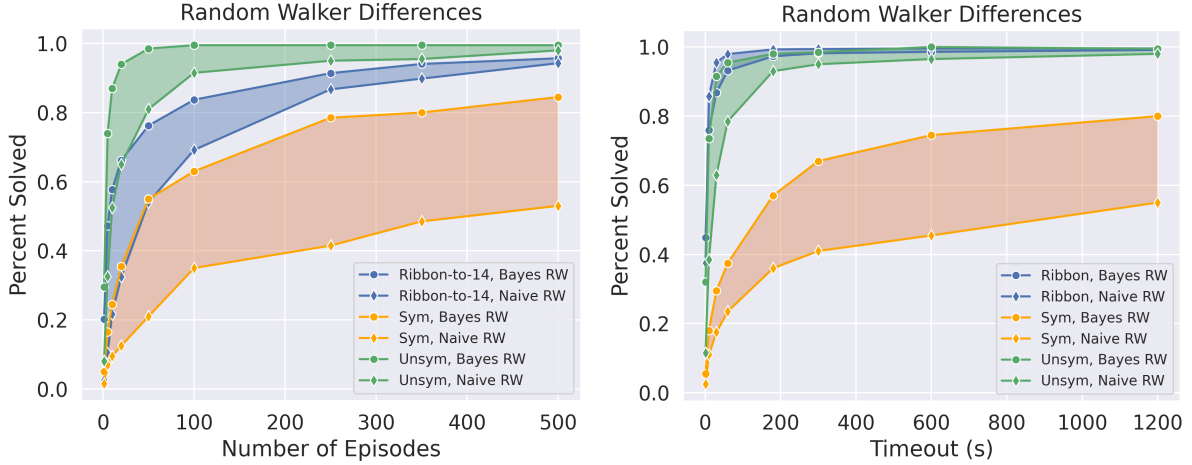 Random Walker Differences
Percent Solved
1.0
0.8
0.6
0.4
0.2
0.0
0
100
200
300
400
500
Number of Episodes
Ribbon-to-14, Bayes RW
Ribbon-to-14, Naive RW
Sym, Bayes RW
Sym, Naive RW
Unsym, Bayes RW
Unsym, Naive RW
Random Walker Differences
Percent Solved
1.0
0.8
0.6
0.4
0.2
0.0
0
200
400
600
800
1000
1200
Timeout (s)
Ribbon, Bayes RW
Ribbon, Naive RW
Sym, Bayes RW
Sym, Naive RW
Unsym, Bayes RW
Unsym, Naive RW